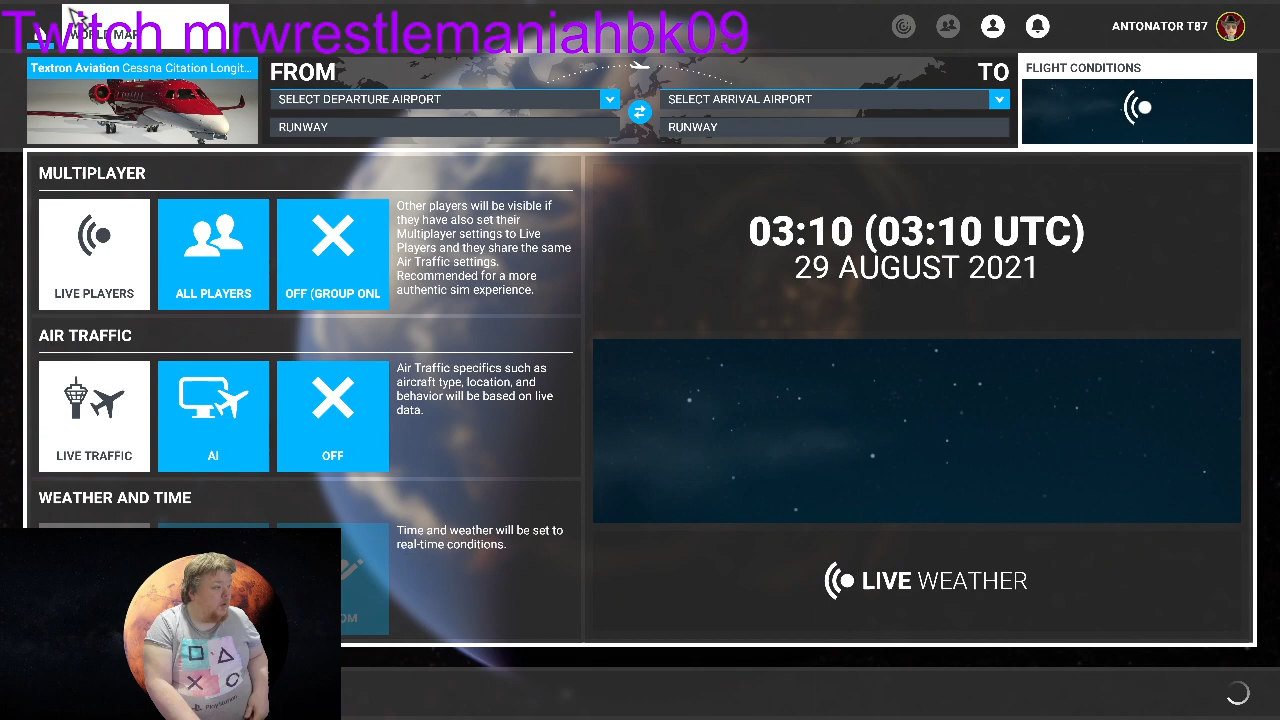 Twitch mrwrestlemaniahbk09
WORLD MAP
ANTONATOR T87
Textron Aviation Cessna Citation Longit...
FROM
TO
SELECT DEPARTURE AIRPORT
SELECT ARRIVAL AIRPORT
RUNWAY
RUNWAY
FLIGHT CONDITIONS
MULTIPLAYER
LIVE PLAYERS
ALL PLAYERS
OFF (GROUP ONL
Other players will be visible if
they have also set their
Multiplayer settings to Live
Players and they share the same
Air Traffic settings.
Recommended for a more
authentic sim experience.
AIR TRAFFIC
LIVE TRAFFIC
AI
OFF
Air Traffic specifics such as
aircraft type, location, and
behavior will be based on live
data.
WEATHER AND TIME
Time and weather will be set to
real-time conditions.
OM
03:10 (03:10 UTC)
29 AUGUST 2021
LIVE WEATHER
PlayStation